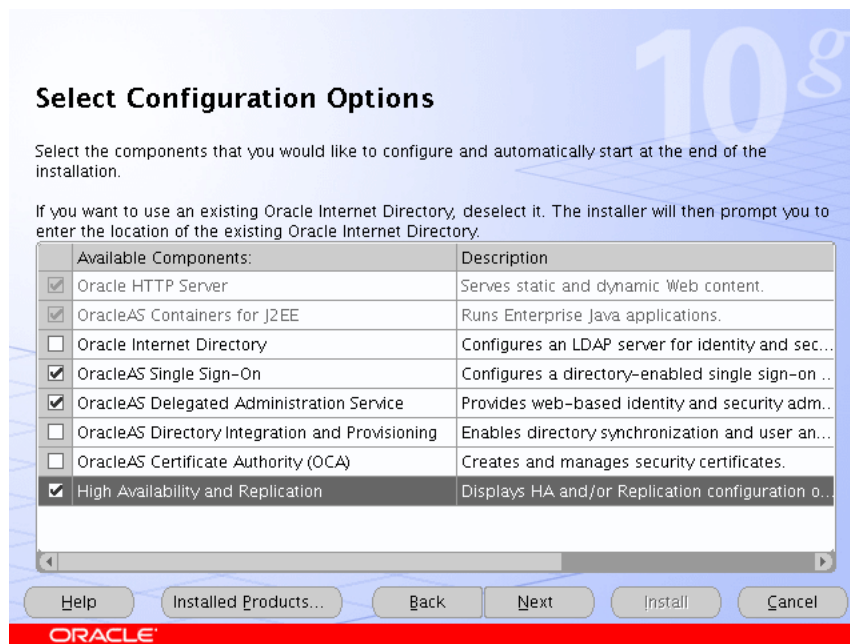 10g
Select Configuration Options
Select the components that you would like to configure and automatically start at the end of the
installation.
If you want to use an existing Oracle Internet Directory, deselect it. The installer will then prompt you to
enter the location of the existing Oracle Internet Directory.
Available Components: Description
Oracle HTTP Server Serves static and dynamic Web content.
OracleAS Containers for J2EE Runs Enterprise Java applications.
Oracle Internet Directory Configures an LDAP server for identity and sec...
OracleAS Single Sign-On Configures a directory-enabled single sign-on ..
OracleAS Delegated Administration Service Provides web-based identity and security adm..
OracleAS Directory Integration and Provisioning Enables directory synchronization and user an...
OracleAS Certificate Authority (OCA) Creates and manages security certificates.
High Availability and Replication Displays HA and/or Replication configuration o..
Help Installed Products... Back Next Install Cancel
ORACLE